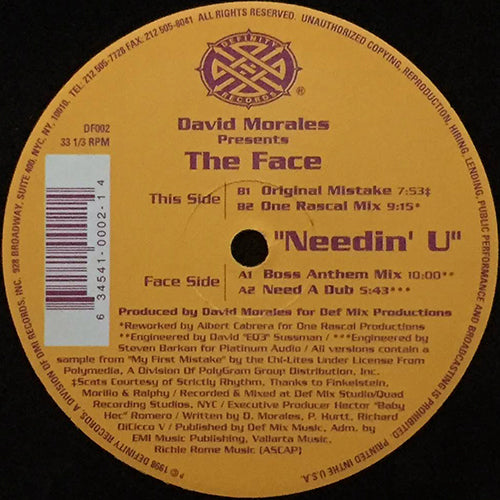 ALL RIGHTS RESERVED. UNAUTHORIZED COPYING, REPRODUCTION, HIRING, LENDING, PUBLIC PERFORMANCE AND BROADCASTING IS PROHIBITED. PRINTED IN THE U.S.A.
℗ © 1998 DEFINITY RECORDS A DIVISION OF DMI RECORDS, INC. 928 BROADWAY, SUITE 400, NYC, NY, 10010. TEL. 212 505-7728 FAX. 212 505-8041
DEFINITY
RECORDS
®
DF002
33 1/3 RPM
6 34541-0002-1 4
David Morales
Presents
The Face
This Side
B1 Original Mistake 7:53‡
B2 One Rascal Mix 9:15*
"Needin' U"
Face Side
A1 Boss Anthem Mix 10:00**
A2 Need A Dub 5:43***
Produced by David Morales for Def Mix Productions
*Reworked by Albert Cabrera for One Rascal Productions
**Engineered by David "EQ3" Sussman / ***Engineered by
Steven Barkan for Platinum Audio / All versions contain a
sample from "My First Mistake" by the Chi-Lites Under License From
Polymedia, A Division Of PolyGram Group Distribution, Inc.
‡Scats Courtesy of Strictly Rhythm, Thanks to Finkelstein,
Morillo & Ralphy / Recorded & Mixed at Def Mix Studio/Quad
Recording Studios, NYC / Executive Producer Hector "Baby
Hec" Romero / Written by D. Morales, P. Hurtt, Richard
DiCicco V / Published by Def Mix Music, Adm. by
EMI Music Publishing, Vallarta Music,
Richie Rome Music (ASCAP)